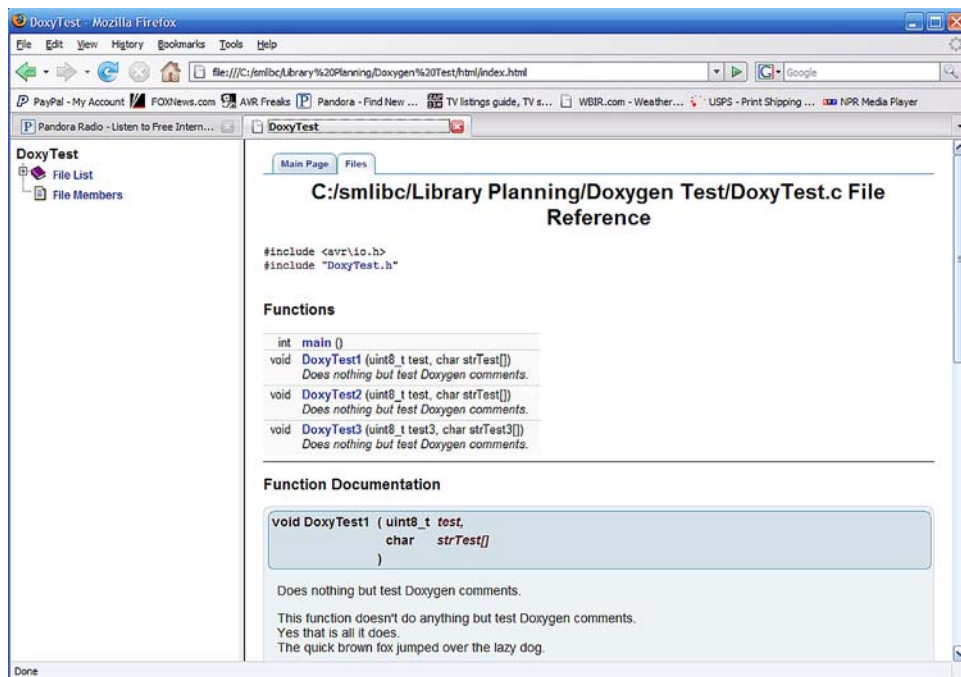 DoxyTest - Mozilla Firefox
File Edit View History Bookmarks Tools Help
file:///C:/smlibc/Library%20Planning/Doxygen%20Test/html/index.html
Google
PayPal - My Account FOXNews.com AVR Freaks Pandora - Find New ... TV listings guide, TV s... WBIR.com - Weather... USPS - Print Shipping ... NPR Media Player
Pandora Radio - Listen to Free Intern... DoxyTest
DoxyTest
File List
File Members
Main Page Files
C:/smlibc/Library Planning/Doxygen Test/DoxyTest.c File
Reference
#include <avr\io.h>
#include "DoxyTest.h"
Functions
int main ()
void DoxyTest1 (uint8_t test, char strTest[])
Does nothing but test Doxygen comments.
void DoxyTest2 (uint8_t test, char strTest[])
Does nothing but test Doxygen comments.
void DoxyTest3 (uint8_t test3, char strTest3[])
Does nothing but test Doxygen comments.
Function Documentation
void DoxyTest1 ( uint8_t test,
char strTest[]
)
Does nothing but test Doxygen comments.
This function doesn't do anything but test Doxygen comments.
Yes that is all it does.
The quick brown fox jumped over the lazy dog.
Done